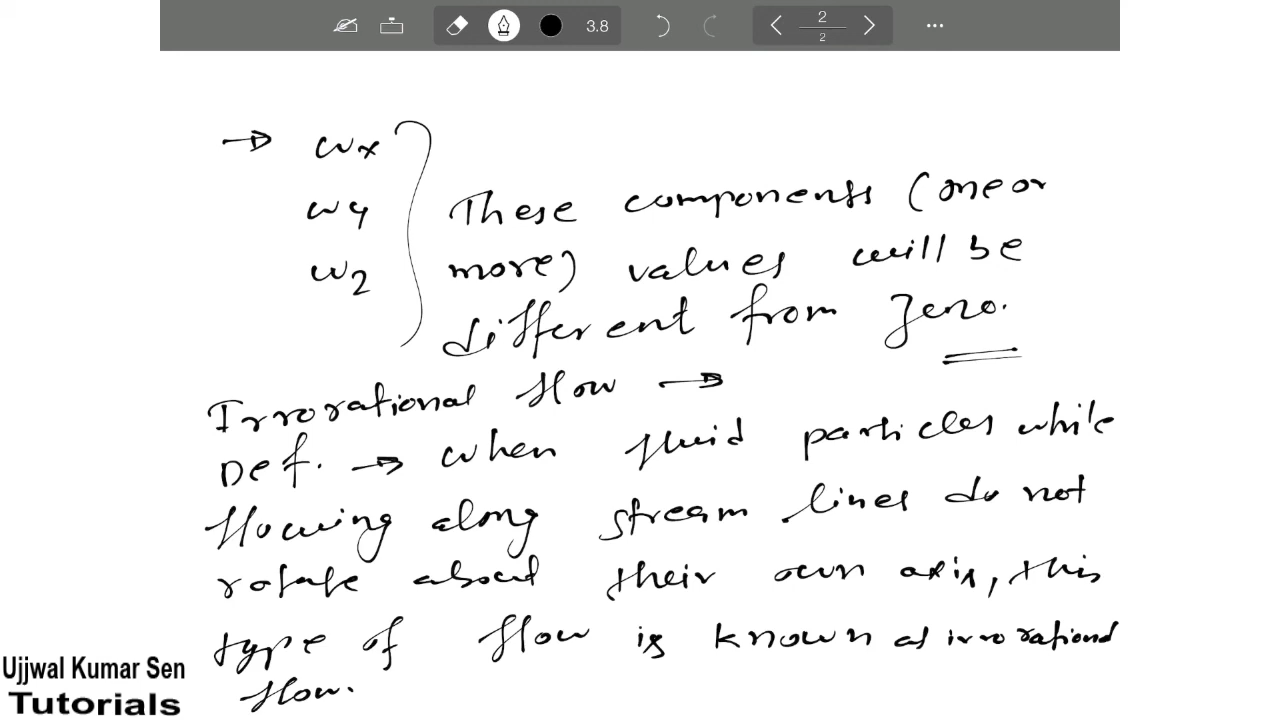 3.8
2
2
→ ωx
ωy
ωz
These components (one or
more) values will be
different from zero.
Irrorational flow →
Def. → When fluid particles while
flowing along stream lines do not
rotate about their own axis, this
type of flow is known as irrorational
flow.
Ujjwal Kumar Sen
Tutorials